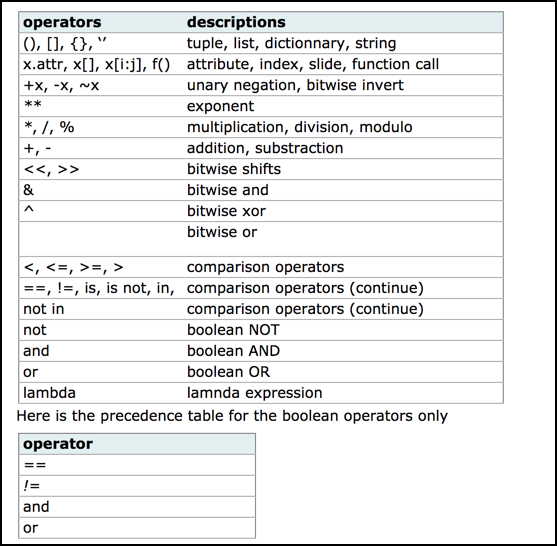 operators descriptions
(), [], {}, ‘’ tuple, list, dictionnary, string
x.attr, x[], x[i:j], f() attribute, index, slide, function call
+x, -x, ~x unary negation, bitwise invert
** exponent
*, /, % multiplication, division, modulo
+, - addition, substraction
<<, >> bitwise shifts
& bitwise and
^ bitwise xor
bitwise or
<, <=, >=, > comparison operators
==, !=, is, is not, in, comparison operators (continue)
not in comparison operators (continue)
not boolean NOT
and boolean AND
or boolean OR
lambda lamnda expression
Here is the precedence table for the boolean operators only
operator
==
!=
and
or